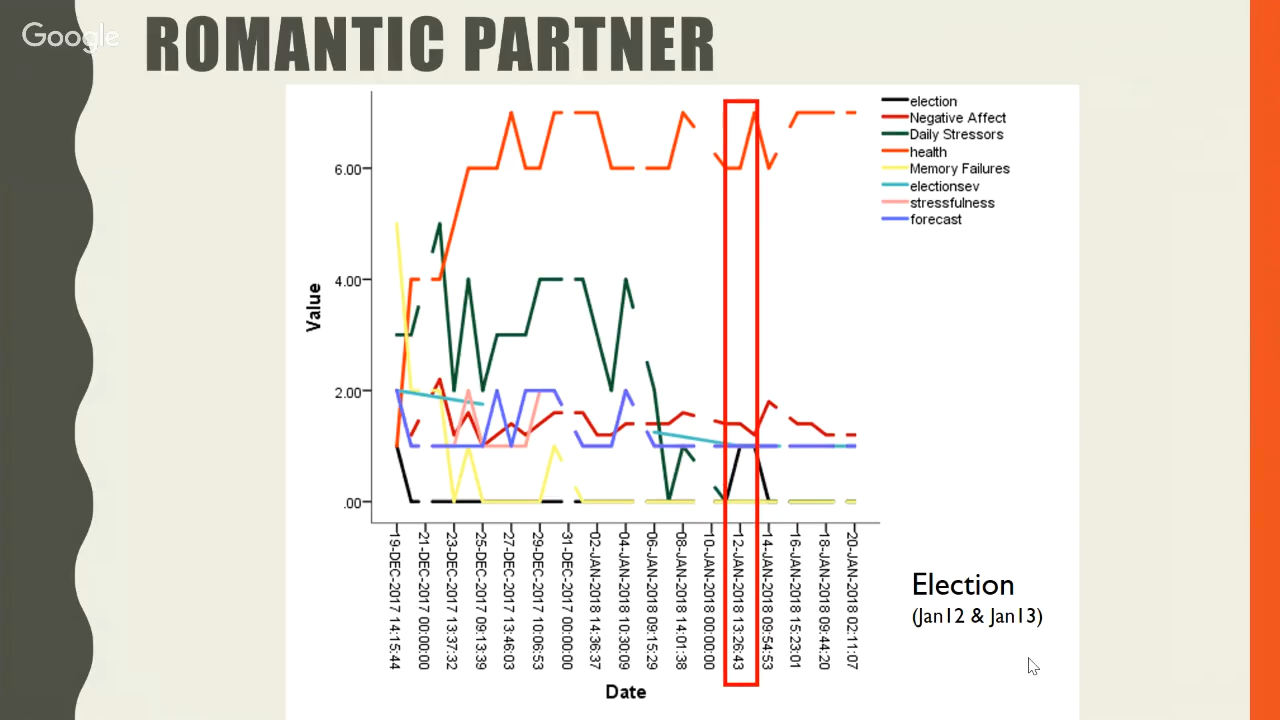 Google
ROMANTIC PARTNER
election
Negative Affect
Daily Stressors
health
Memory Failures
electionsev
stressfulness
forecast
6.00
4.00
2.00
.00
Value
19-DEC-2017 14:15:44
21-DEC-2017 00:00:00
23-DEC-2017 13:37:32
25-DEC-2017 09:13:39
27-DEC-2017 13:46:03
29-DEC-2017 10:06:53
31-DEC-2017 00:00:00
02-JAN-2018 14:36:37
04-JAN-2018 10:30:09
06-JAN-2018 09:15:29
08-JAN-2018 14:01:38
10-JAN-2018 00:00:00
12-JAN-2018 13:26:43
14-JAN-2018 09:54:53
16-JAN-2018 15:23:01
18-JAN-2018 09:44:20
20-JAN-2018 02:11:07
Date
Election
(Jan12 & Jan13)